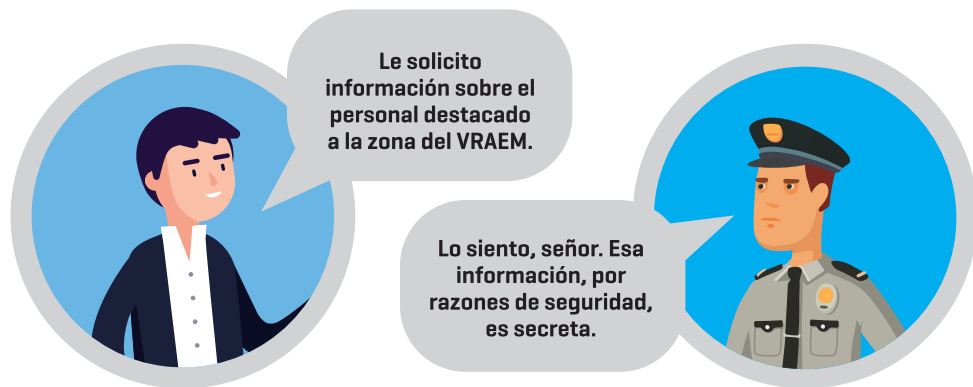 Le solicito
información sobre el
personal destacado
a la zona del VRAEM.
Lo siento, señor. Esa
información, por
razones de seguridad,
es secreta.